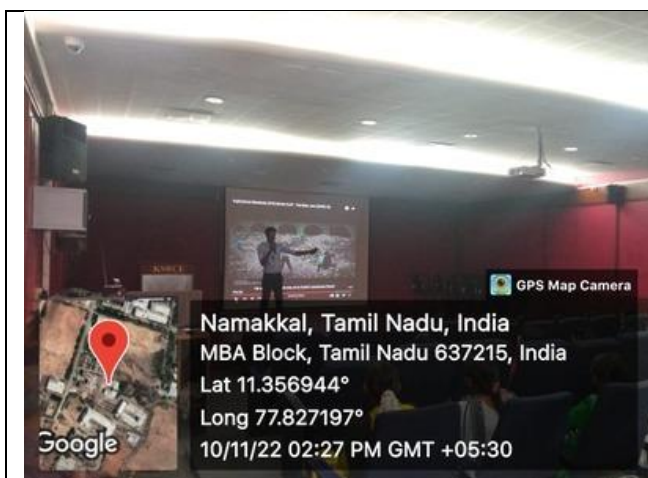 GPS Map Camera
Namakkal, Tamil Nadu, India
MBA Block, Tamil Nadu 637215, India
Lat 11.356944°
Long 77.827197°
10/11/22 02:27 PM GMT +05:30
Google